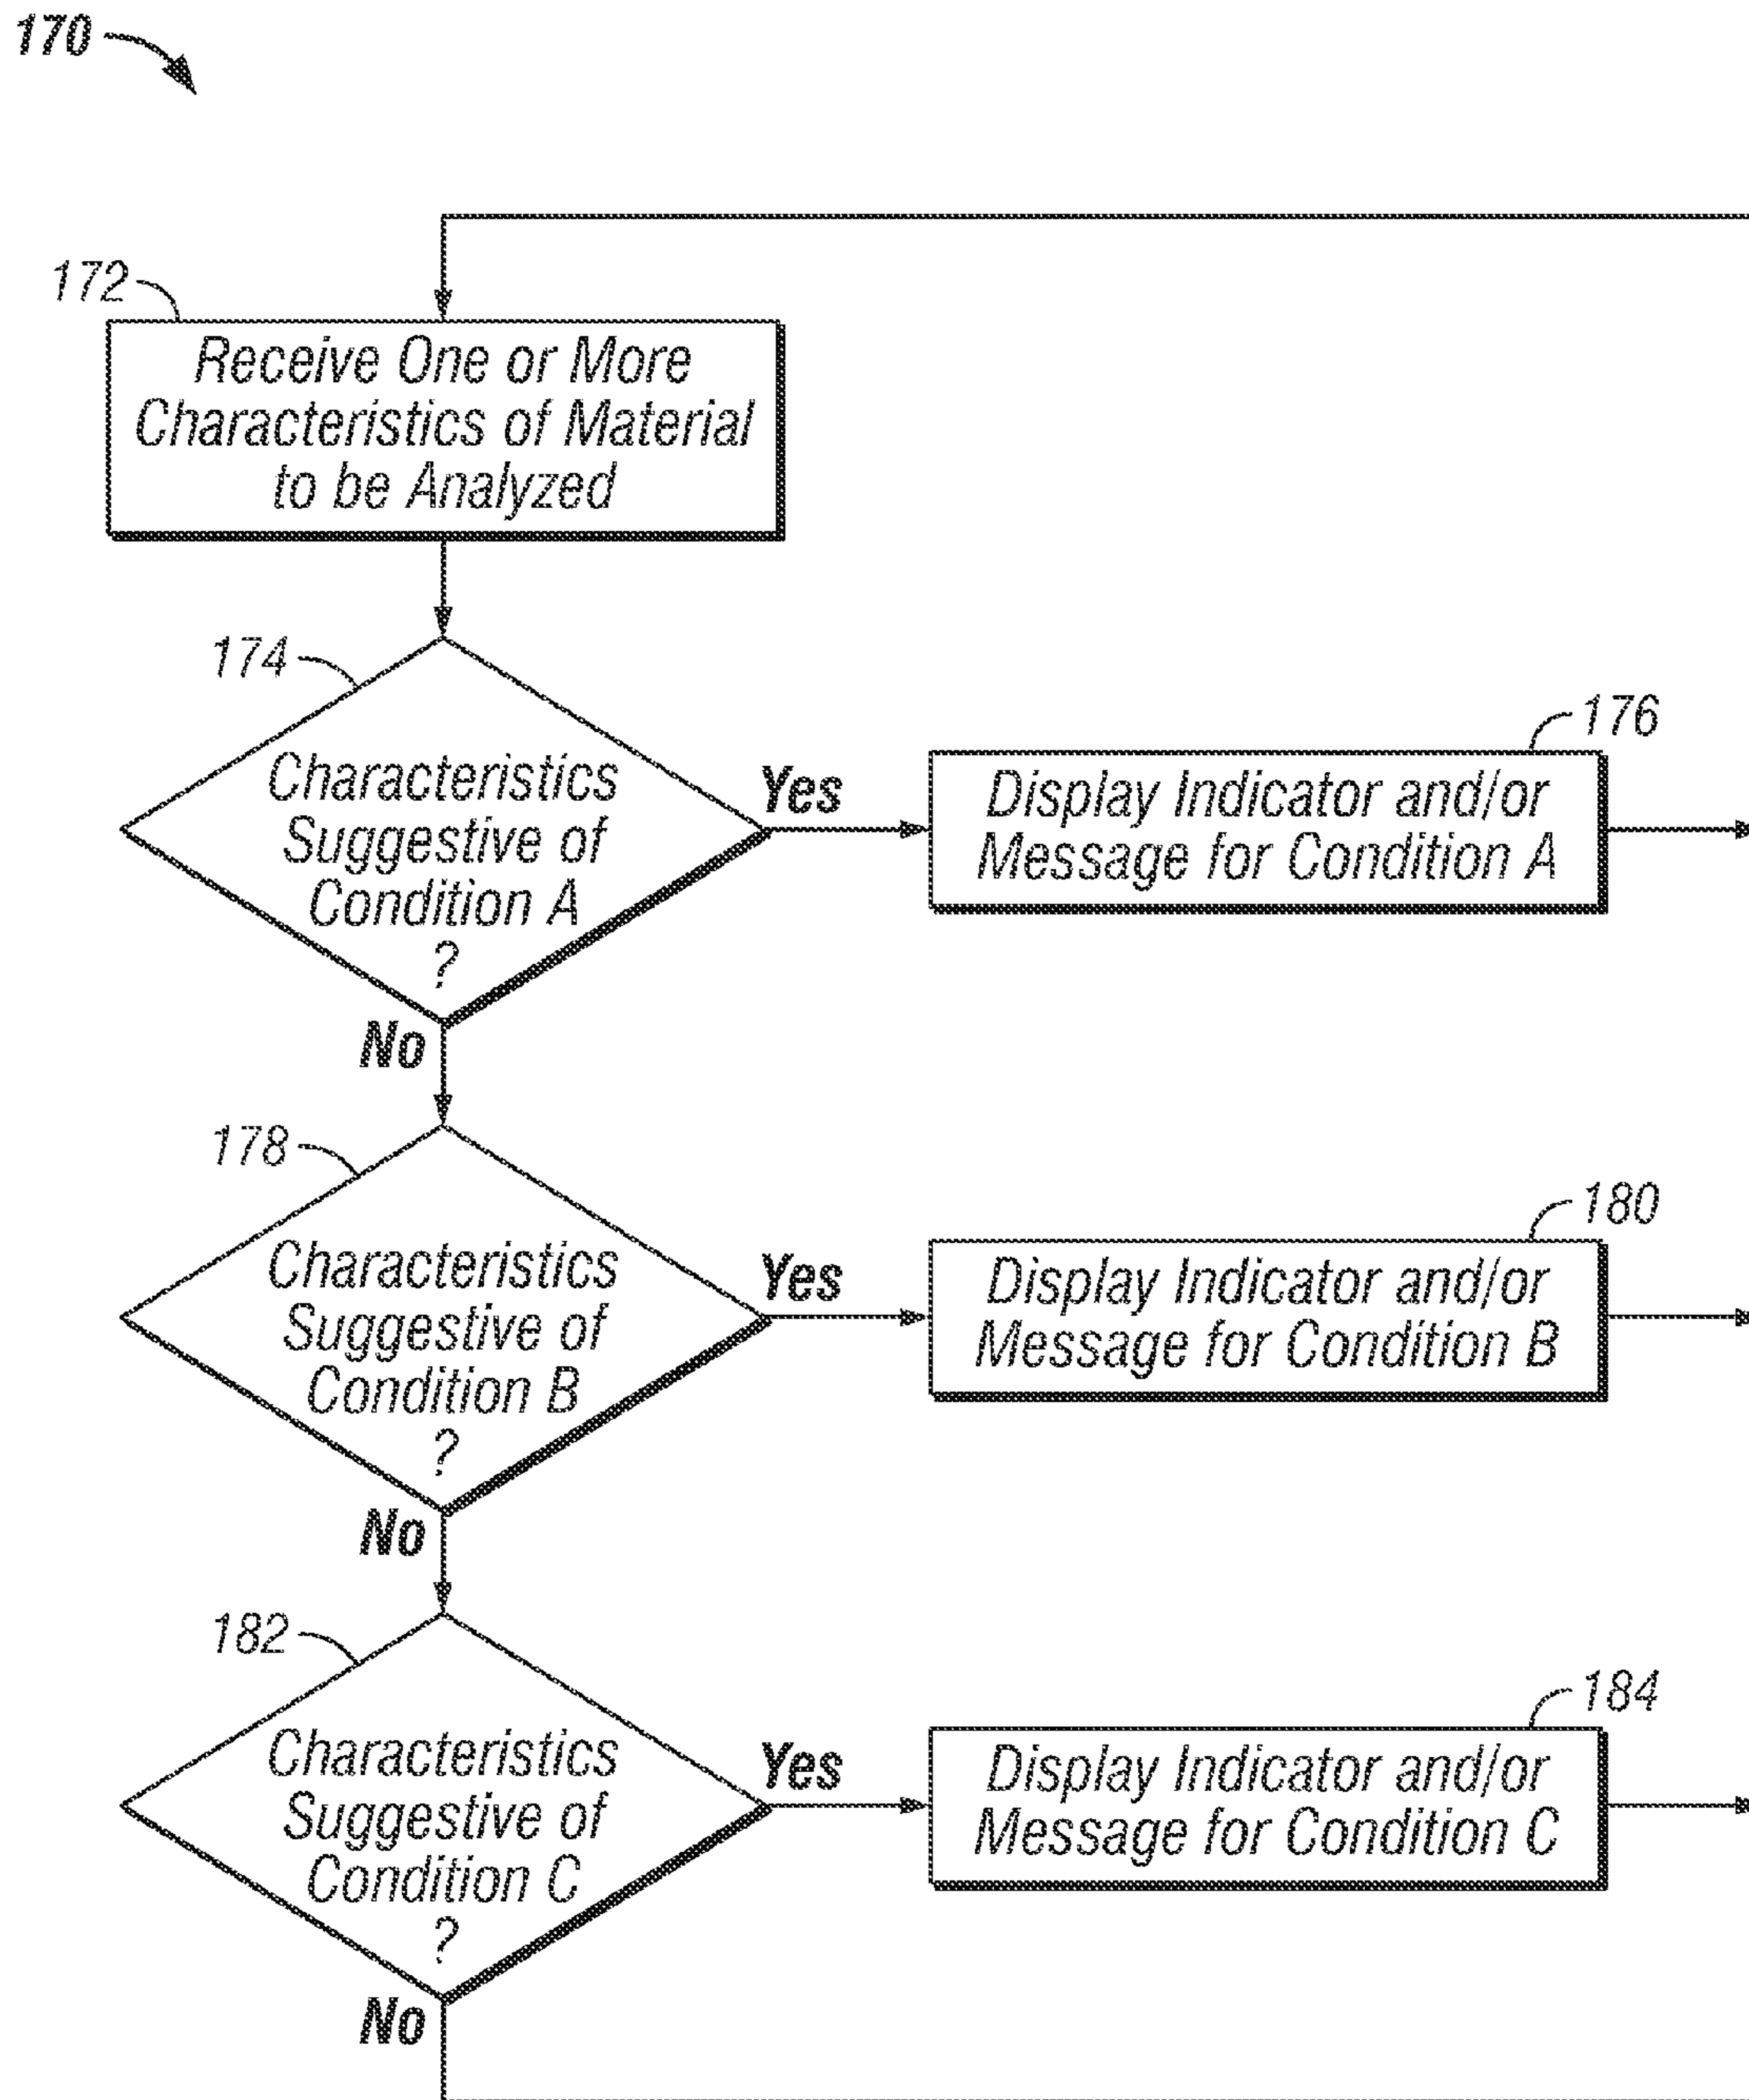 170
172
Receive One or More
Characteristics of Material
to be Analyzed
174
Characteristics
Suggestive of
Condition A
?
Yes
No
176
Display Indicator and/or
Message for Condition A
178
Characteristics
Suggestive of
Condition B
?
Yes
No
180
Display Indicator and/or
Message for Condition B
182
Characteristics
Suggestive of
Condition C
?
Yes
No
184
Display Indicator and/or
Message for Condition C